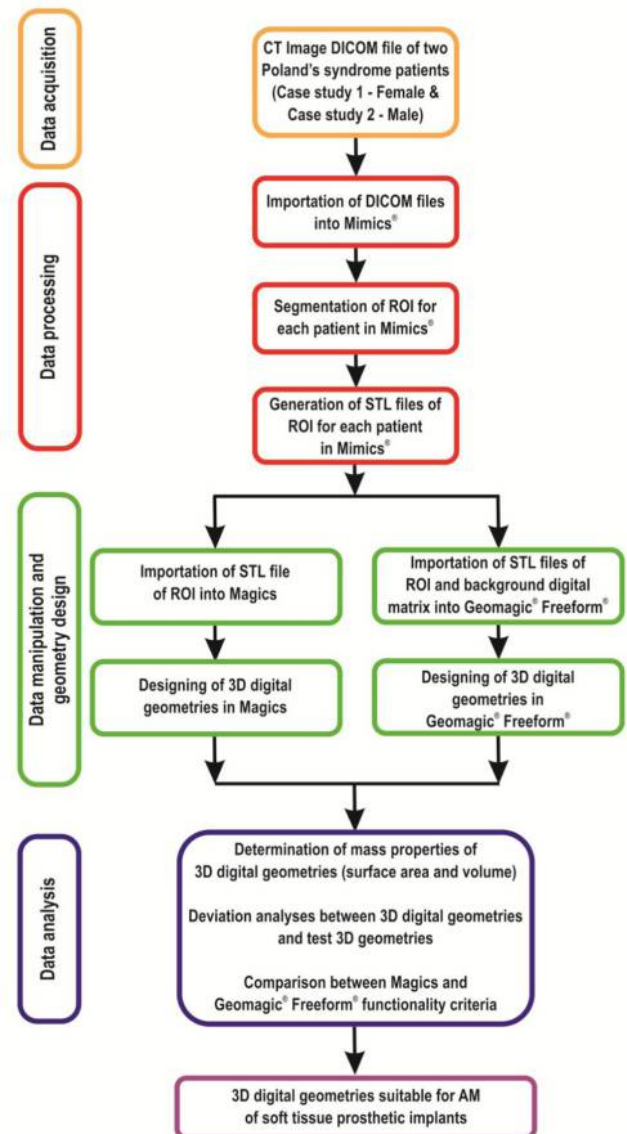 Data acquisition
CT Image DICOM file of two
Poland's syndrome patients
(Case study 1 - Female &
Case study 2 - Male)
Data processing
Importation of DICOM files
into Mimics®
Segmentation of ROI for
each patient in Mimics®
Generation of STL files of
ROI for each patient
in Mimics®
Data manipulation and
geometry design
Importation of STL file
of ROI into Magics
Importation of STL files of
ROI and background digital
matrix into Geomagic® Freeform®
Designing of 3D digital
geometries in Magics
Designing of 3D digital
geometries in
Geomagic® Freeform®
Data analysis
Determination of mass properties of
3D digital geometries (surface area and volume)
Deviation analyses between 3D digital geometries
and test 3D geometries
Comparison between Magics and
Geomagic® Freeform® functionality criteria
3D digital geometries suitable for AM
of soft tissue prosthetic implants